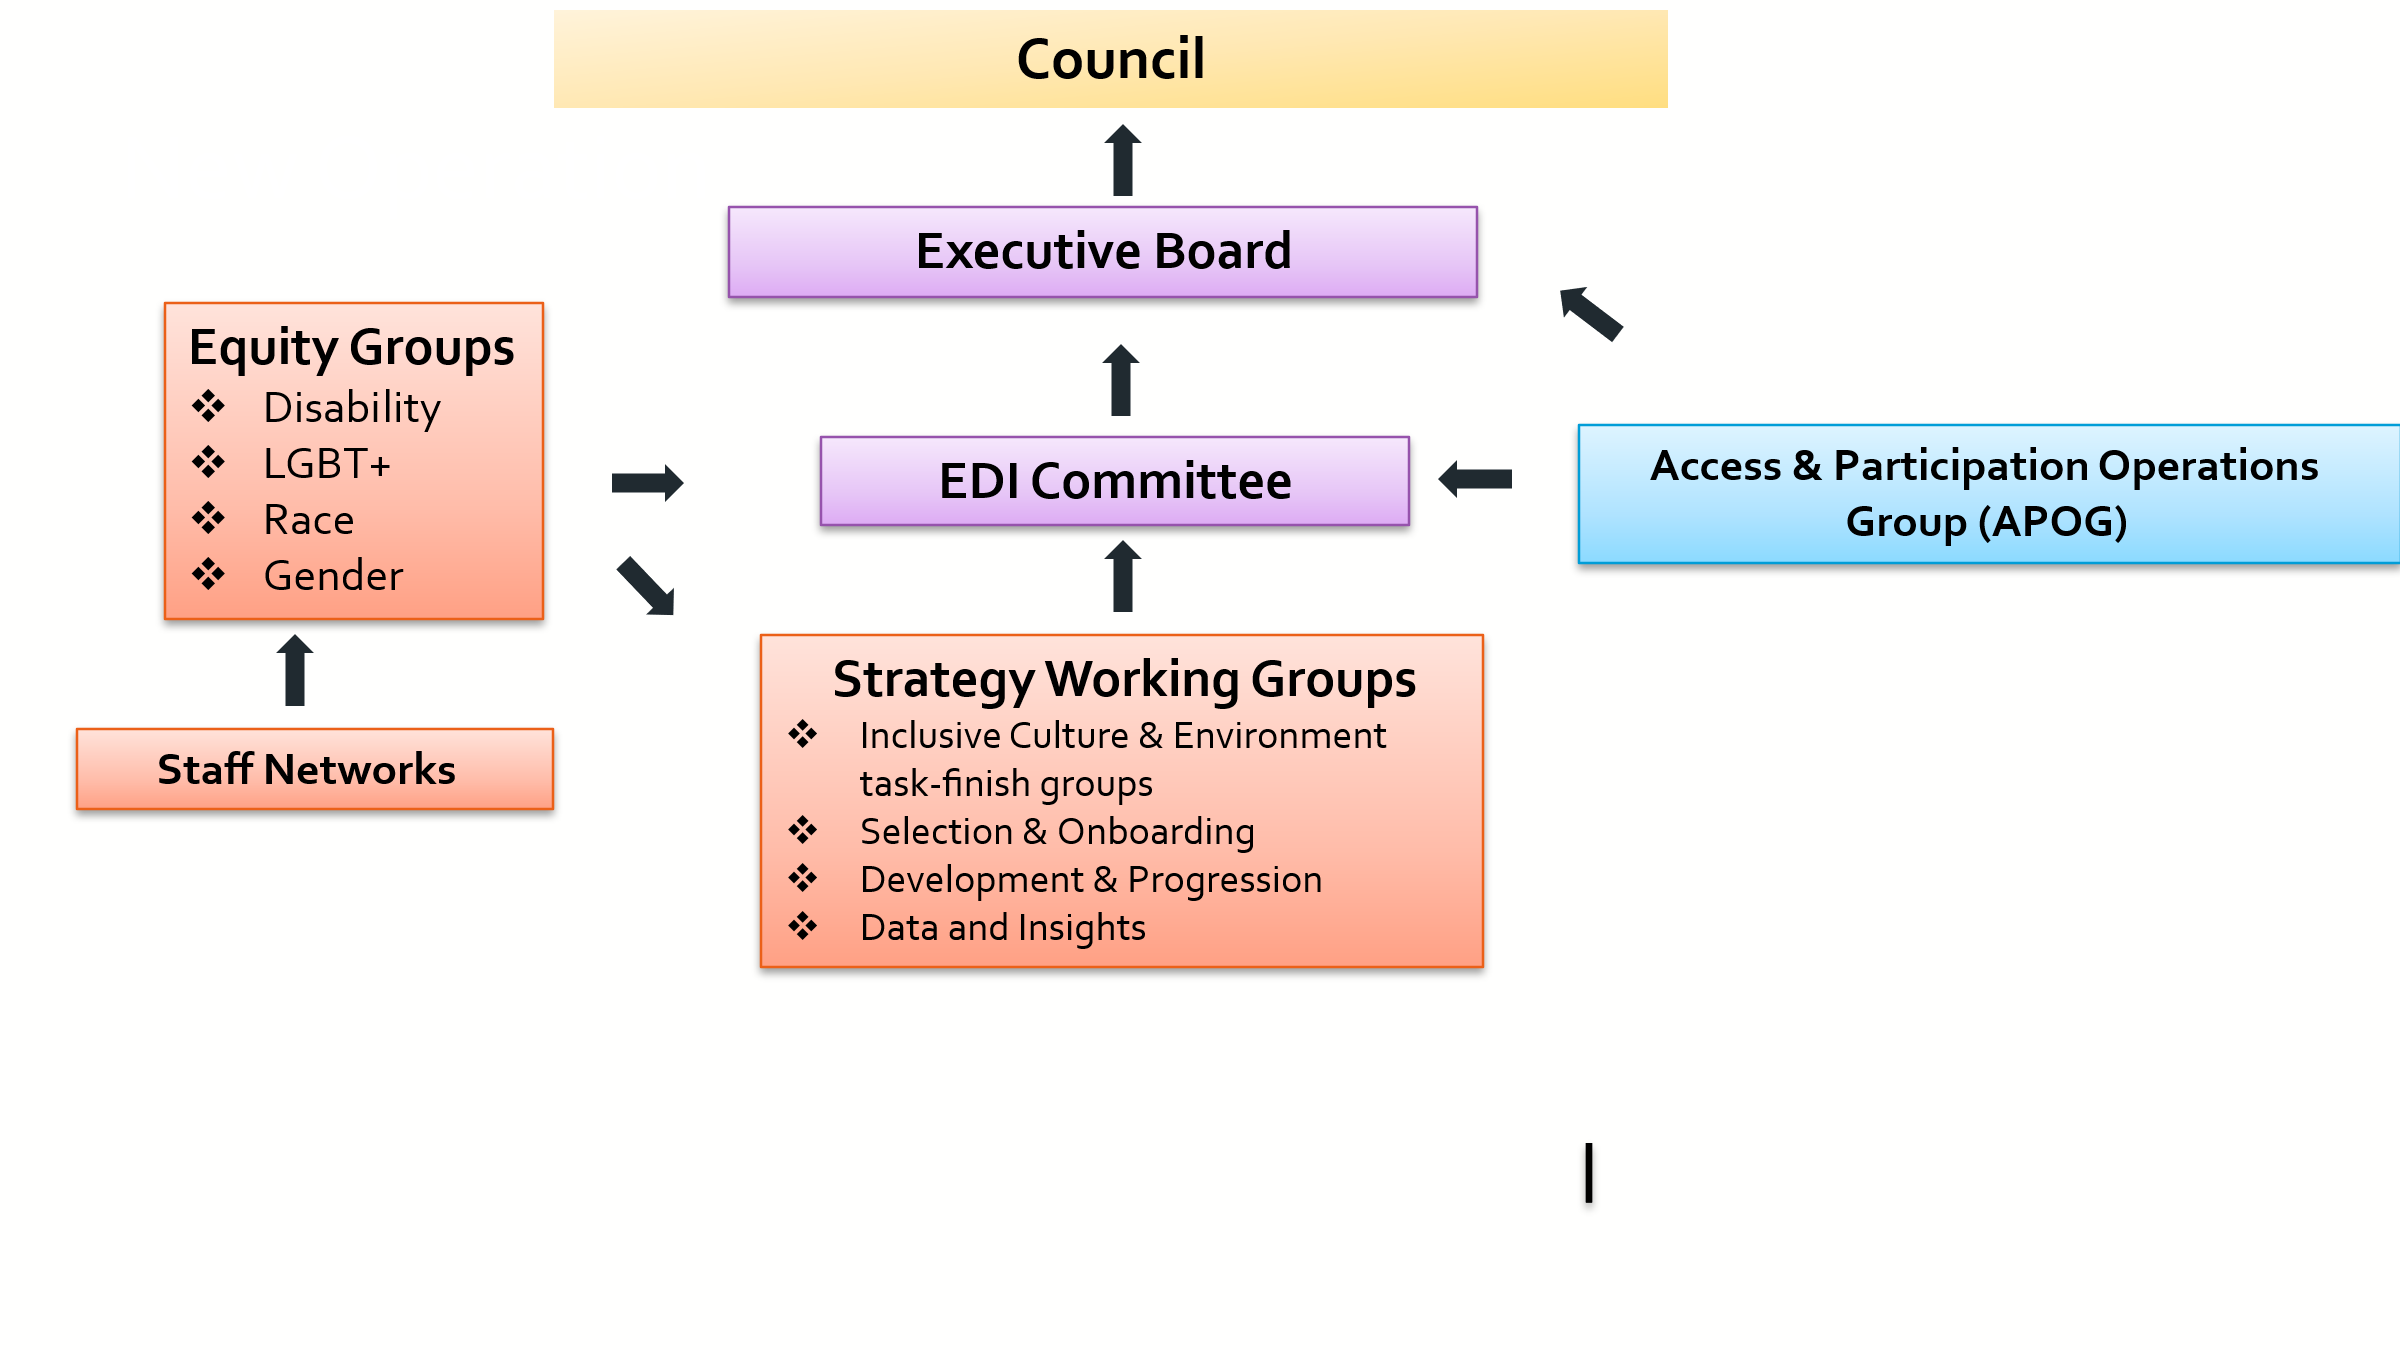 Council
Executive Board
Equity Groups
❖ Disability
❖ LGBT+
❖ Race
❖ Gender
EDI Committee
Access & Participation Operations
Group (APOG)
Staff Networks
Strategy Working Groups
❖ Inclusive Culture & Environment
task-finish groups
❖ Selection & Onboarding
❖ Development & Progression
❖ Data and Insights